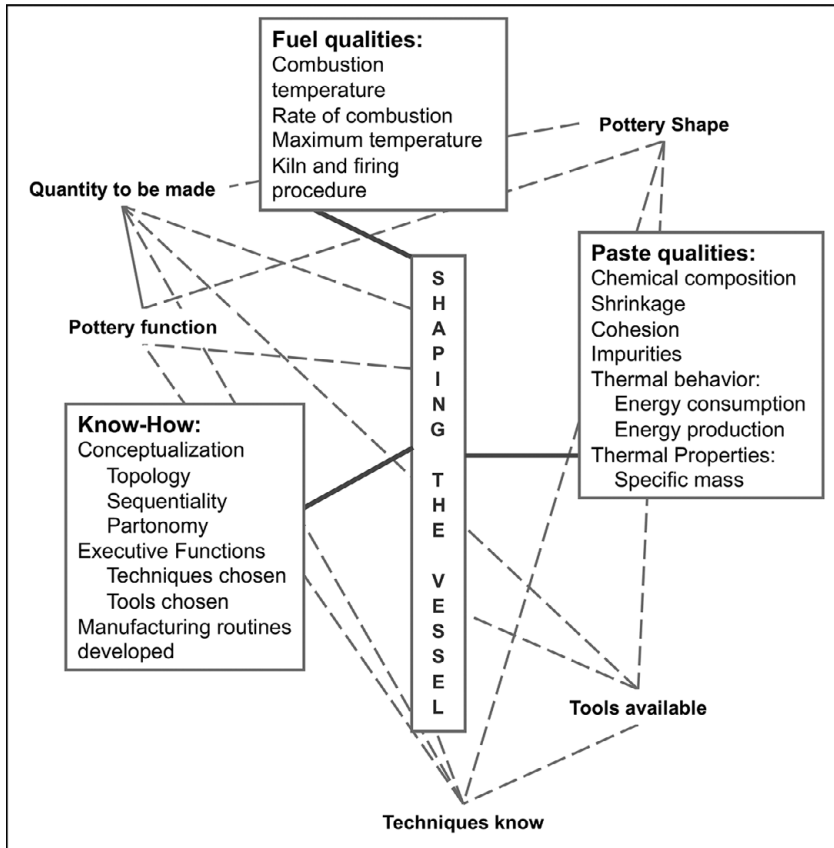 Fuel qualities:
Combustion
temperature
Rate of combustion
Maximum temperature
Kiln and firing
procedure
Pottery Shape
Quantity to be made
Paste qualities:
Chemical composition
Shrinkage
Cohesion
Impurities
Thermal behavior:
Energy consumption
Energy production
Thermal Properties:
Specific mass
Pottery function
SHAPING THE VESSEL
Know-How:
Conceptualization
Topology
Sequentiality
Partonomy
Executive Functions
Techniques chosen
Tools chosen
Manufacturing routines
developed
Tools available
Techniques know